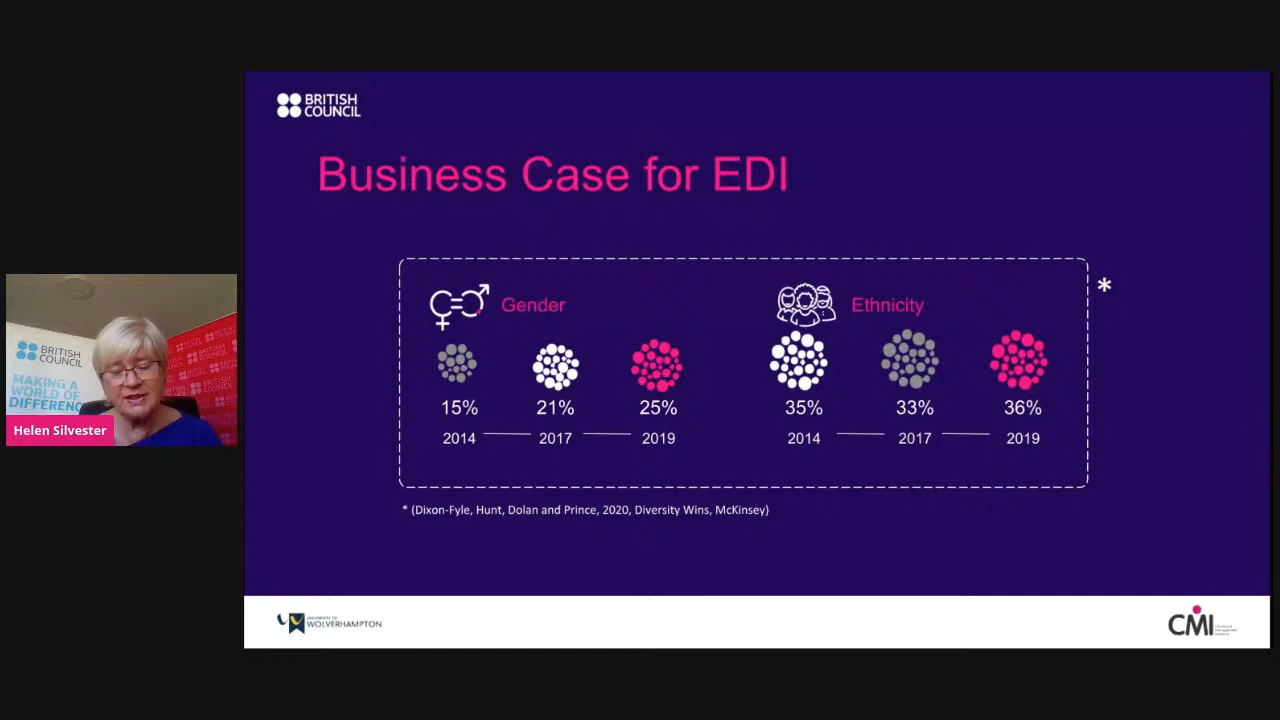 BRITISH
COUNCIL
Business Case for EDI
*
Gender
Ethnicity
15%
21%
25%
35%
33%
36%
2014
2017
2019
2014
2017
2019
* (Dixon-Fyle, Hunt, Dolan and Prince, 2020, Diversity Wins, McKinsey)
BRITISH
COUNCIL
MAKING A
WORLD OF
DIFFERENC
Helen Silvester
UNIVERSITY OF
WOLVERHAMPTON
CMI